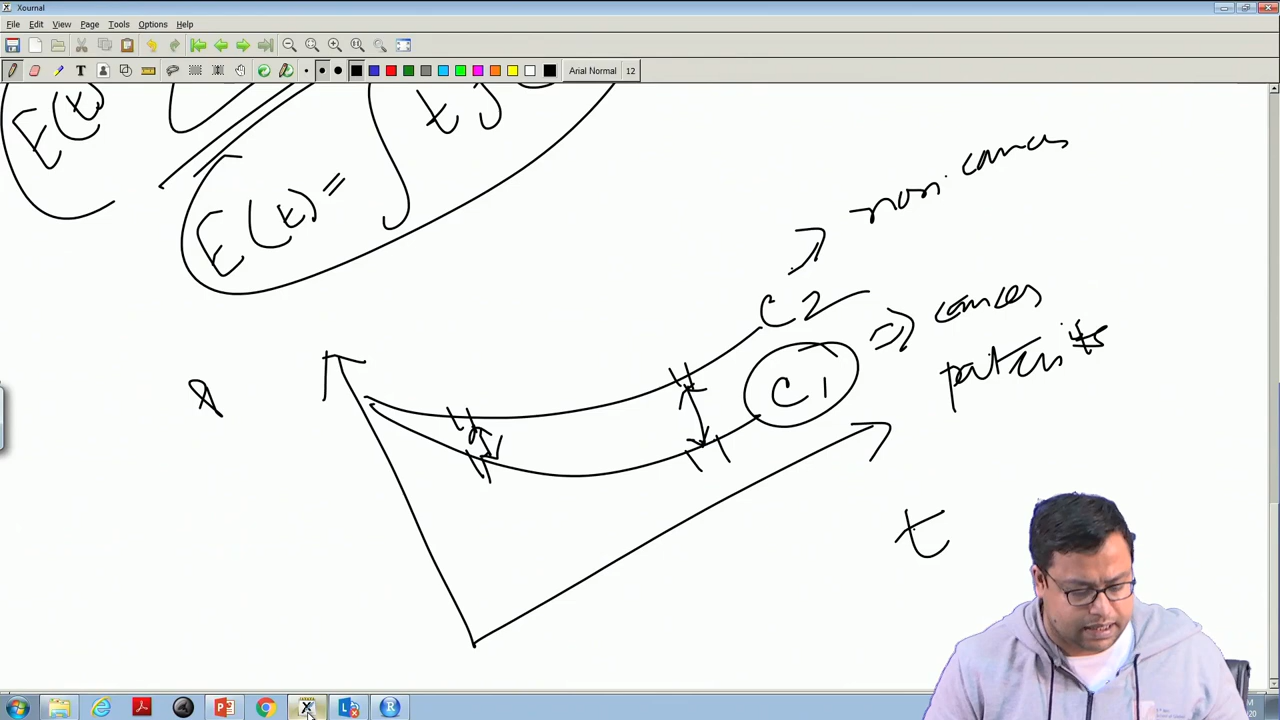 Xournal
File Edit View Page Tools Options Help
Arial Normal 12
E(t)
E(t) = ∫ t
non cancer
C2
cancer
C1
patients
t